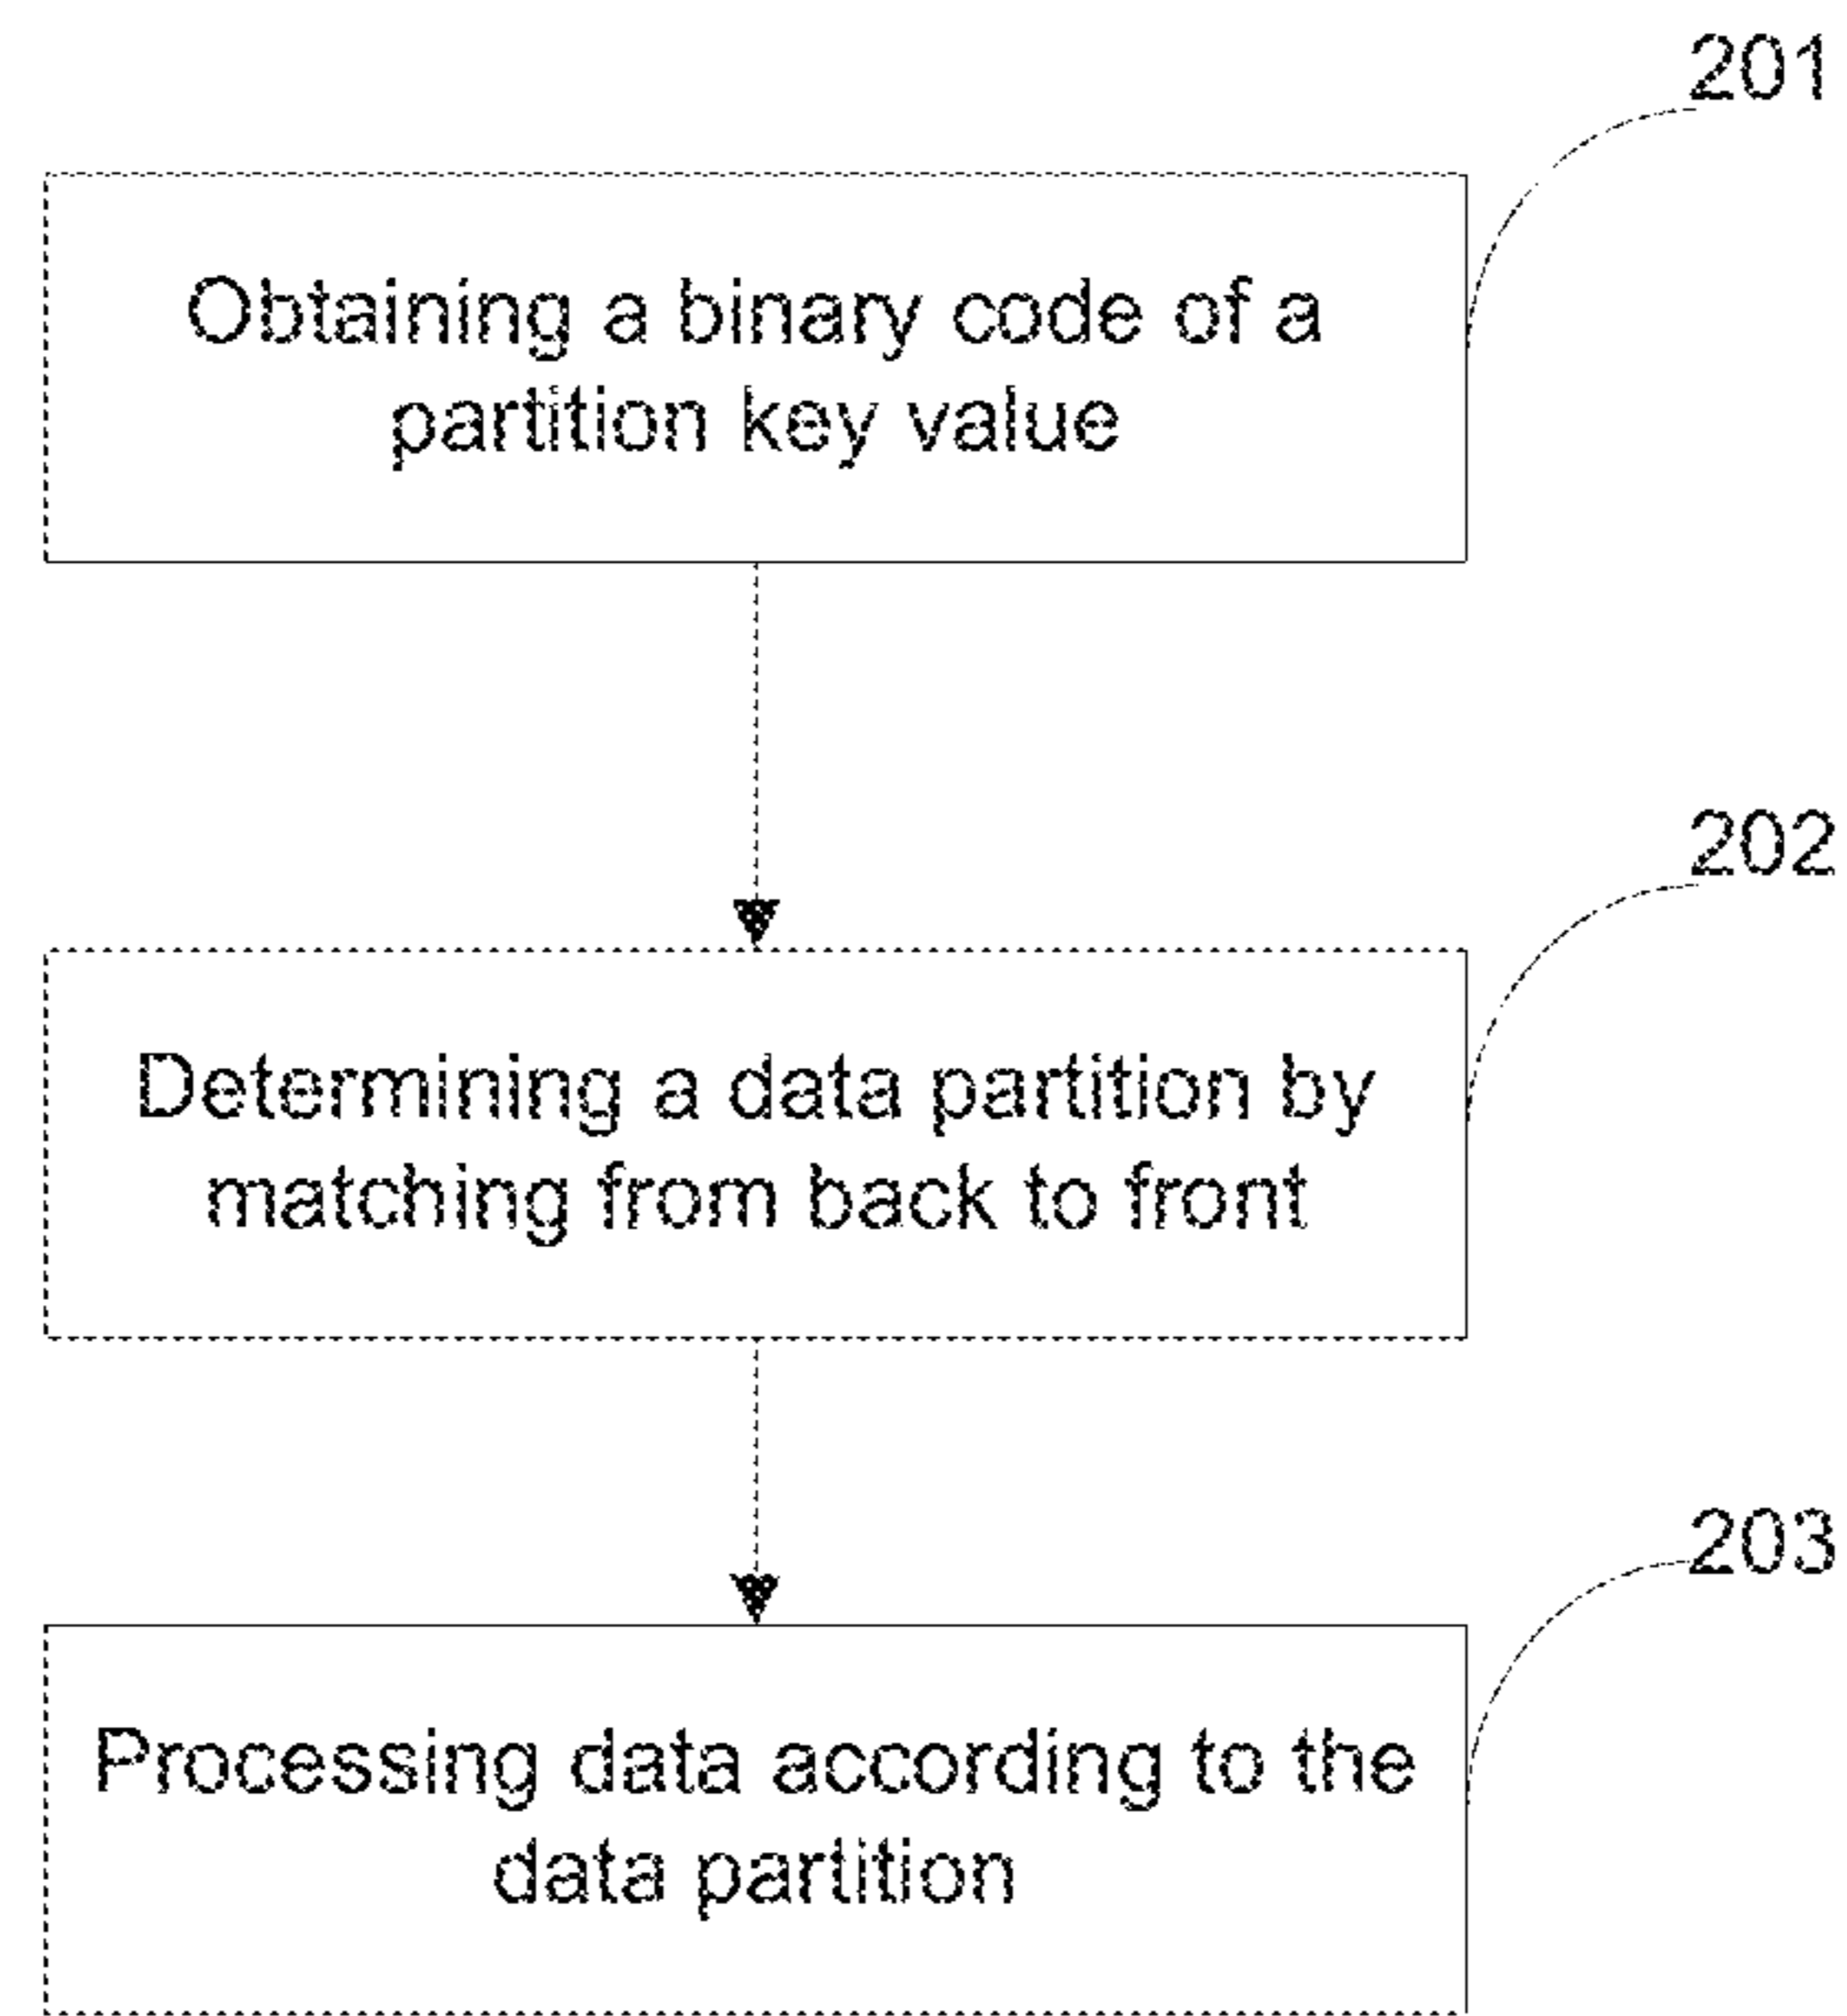 201
Obtaining a binary code of a
partition key value
202
Determining a data partition by
matching from back to front
203
Processing data according to the
data partition